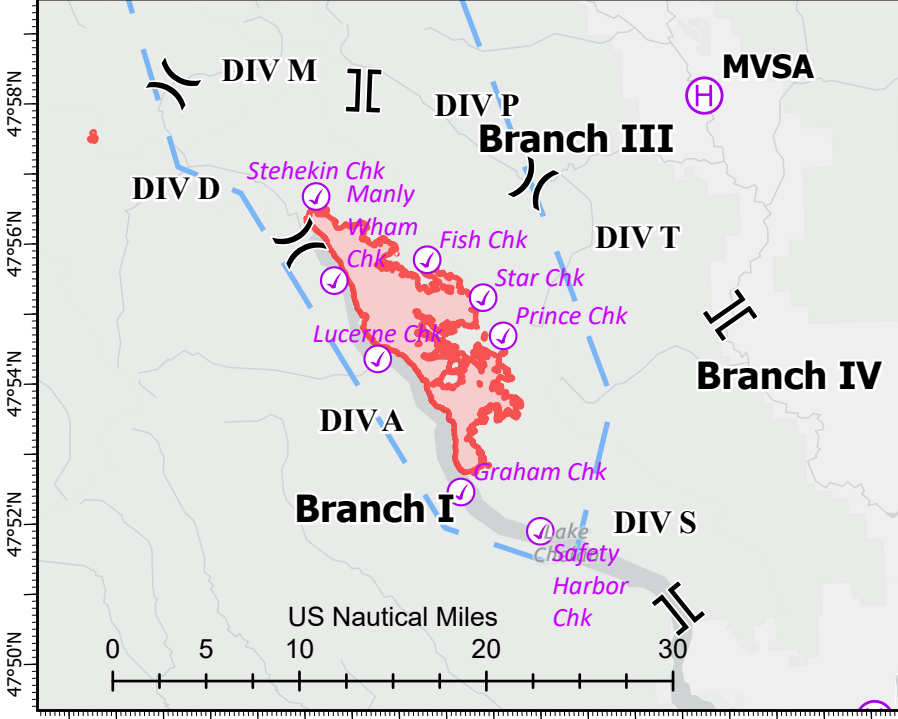 MVSA
H
DIV M
DIV P
47°58'N
Branch III
Stehekin Chk
DIV D
Manly
Wham
Chk
47°56'N
Fish Chk
DIV T
Star Chk
Prince Chk
Lucerne Chk
47°54'N
Branch IV
DIV A
Graham Chk
Branch I
47°52'N
DIV S
Lake
Safety
Harbor
Chk
US Nautical Miles
0 5 10 20 30
47°50'N